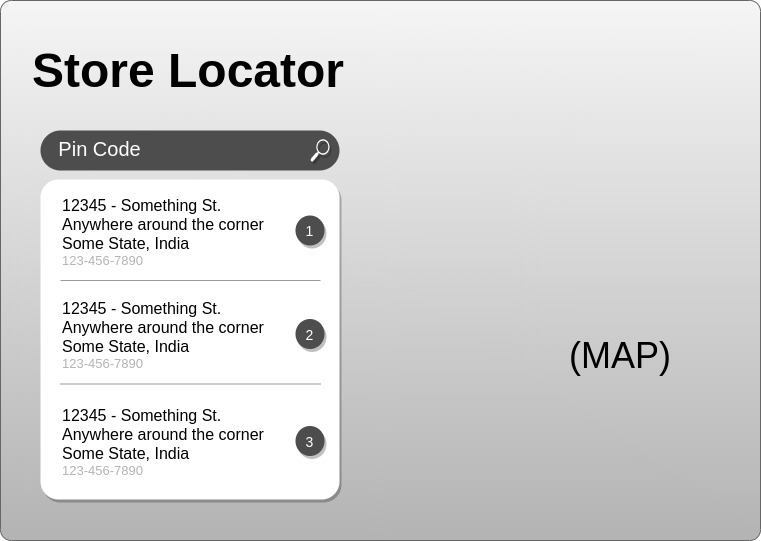 Store Locator
Pin Code
12345 - Something St.
Anywhere around the corner
Some State, India
123-456-7890
1
12345 - Something St.
Anywhere around the corner
Some State, India
123-456-7890
2
12345 - Something St.
Anywhere around the corner
Some State, India
123-456-7890
3
(MAP)